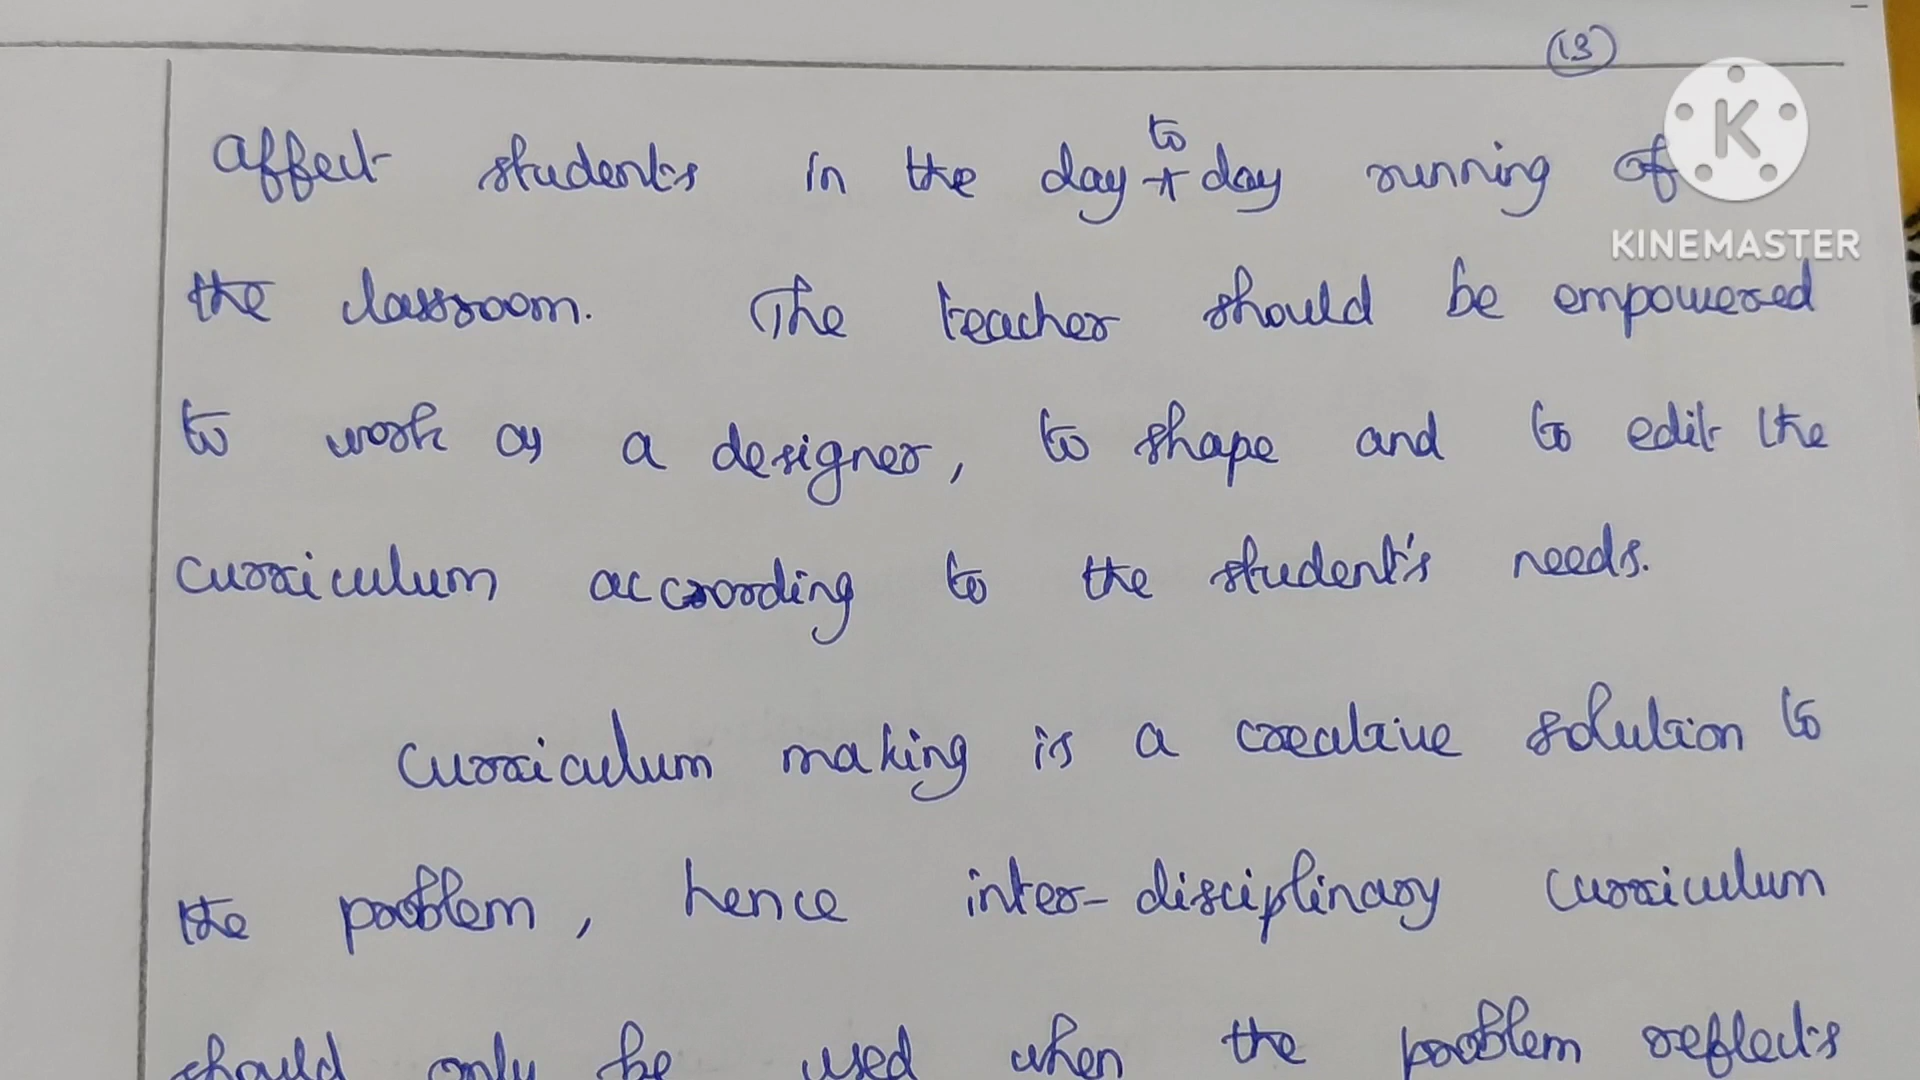 (13)
affect students in the day to day running of
KINEMASTER
the classroom. The teacher should be empowered
to work as a designer, to shape and to edit the
curriculum according to the student's needs.
curriculum making is a creative solution to
the problem, hence inter-disciplinary curriculum
should only be used when the problem reflects